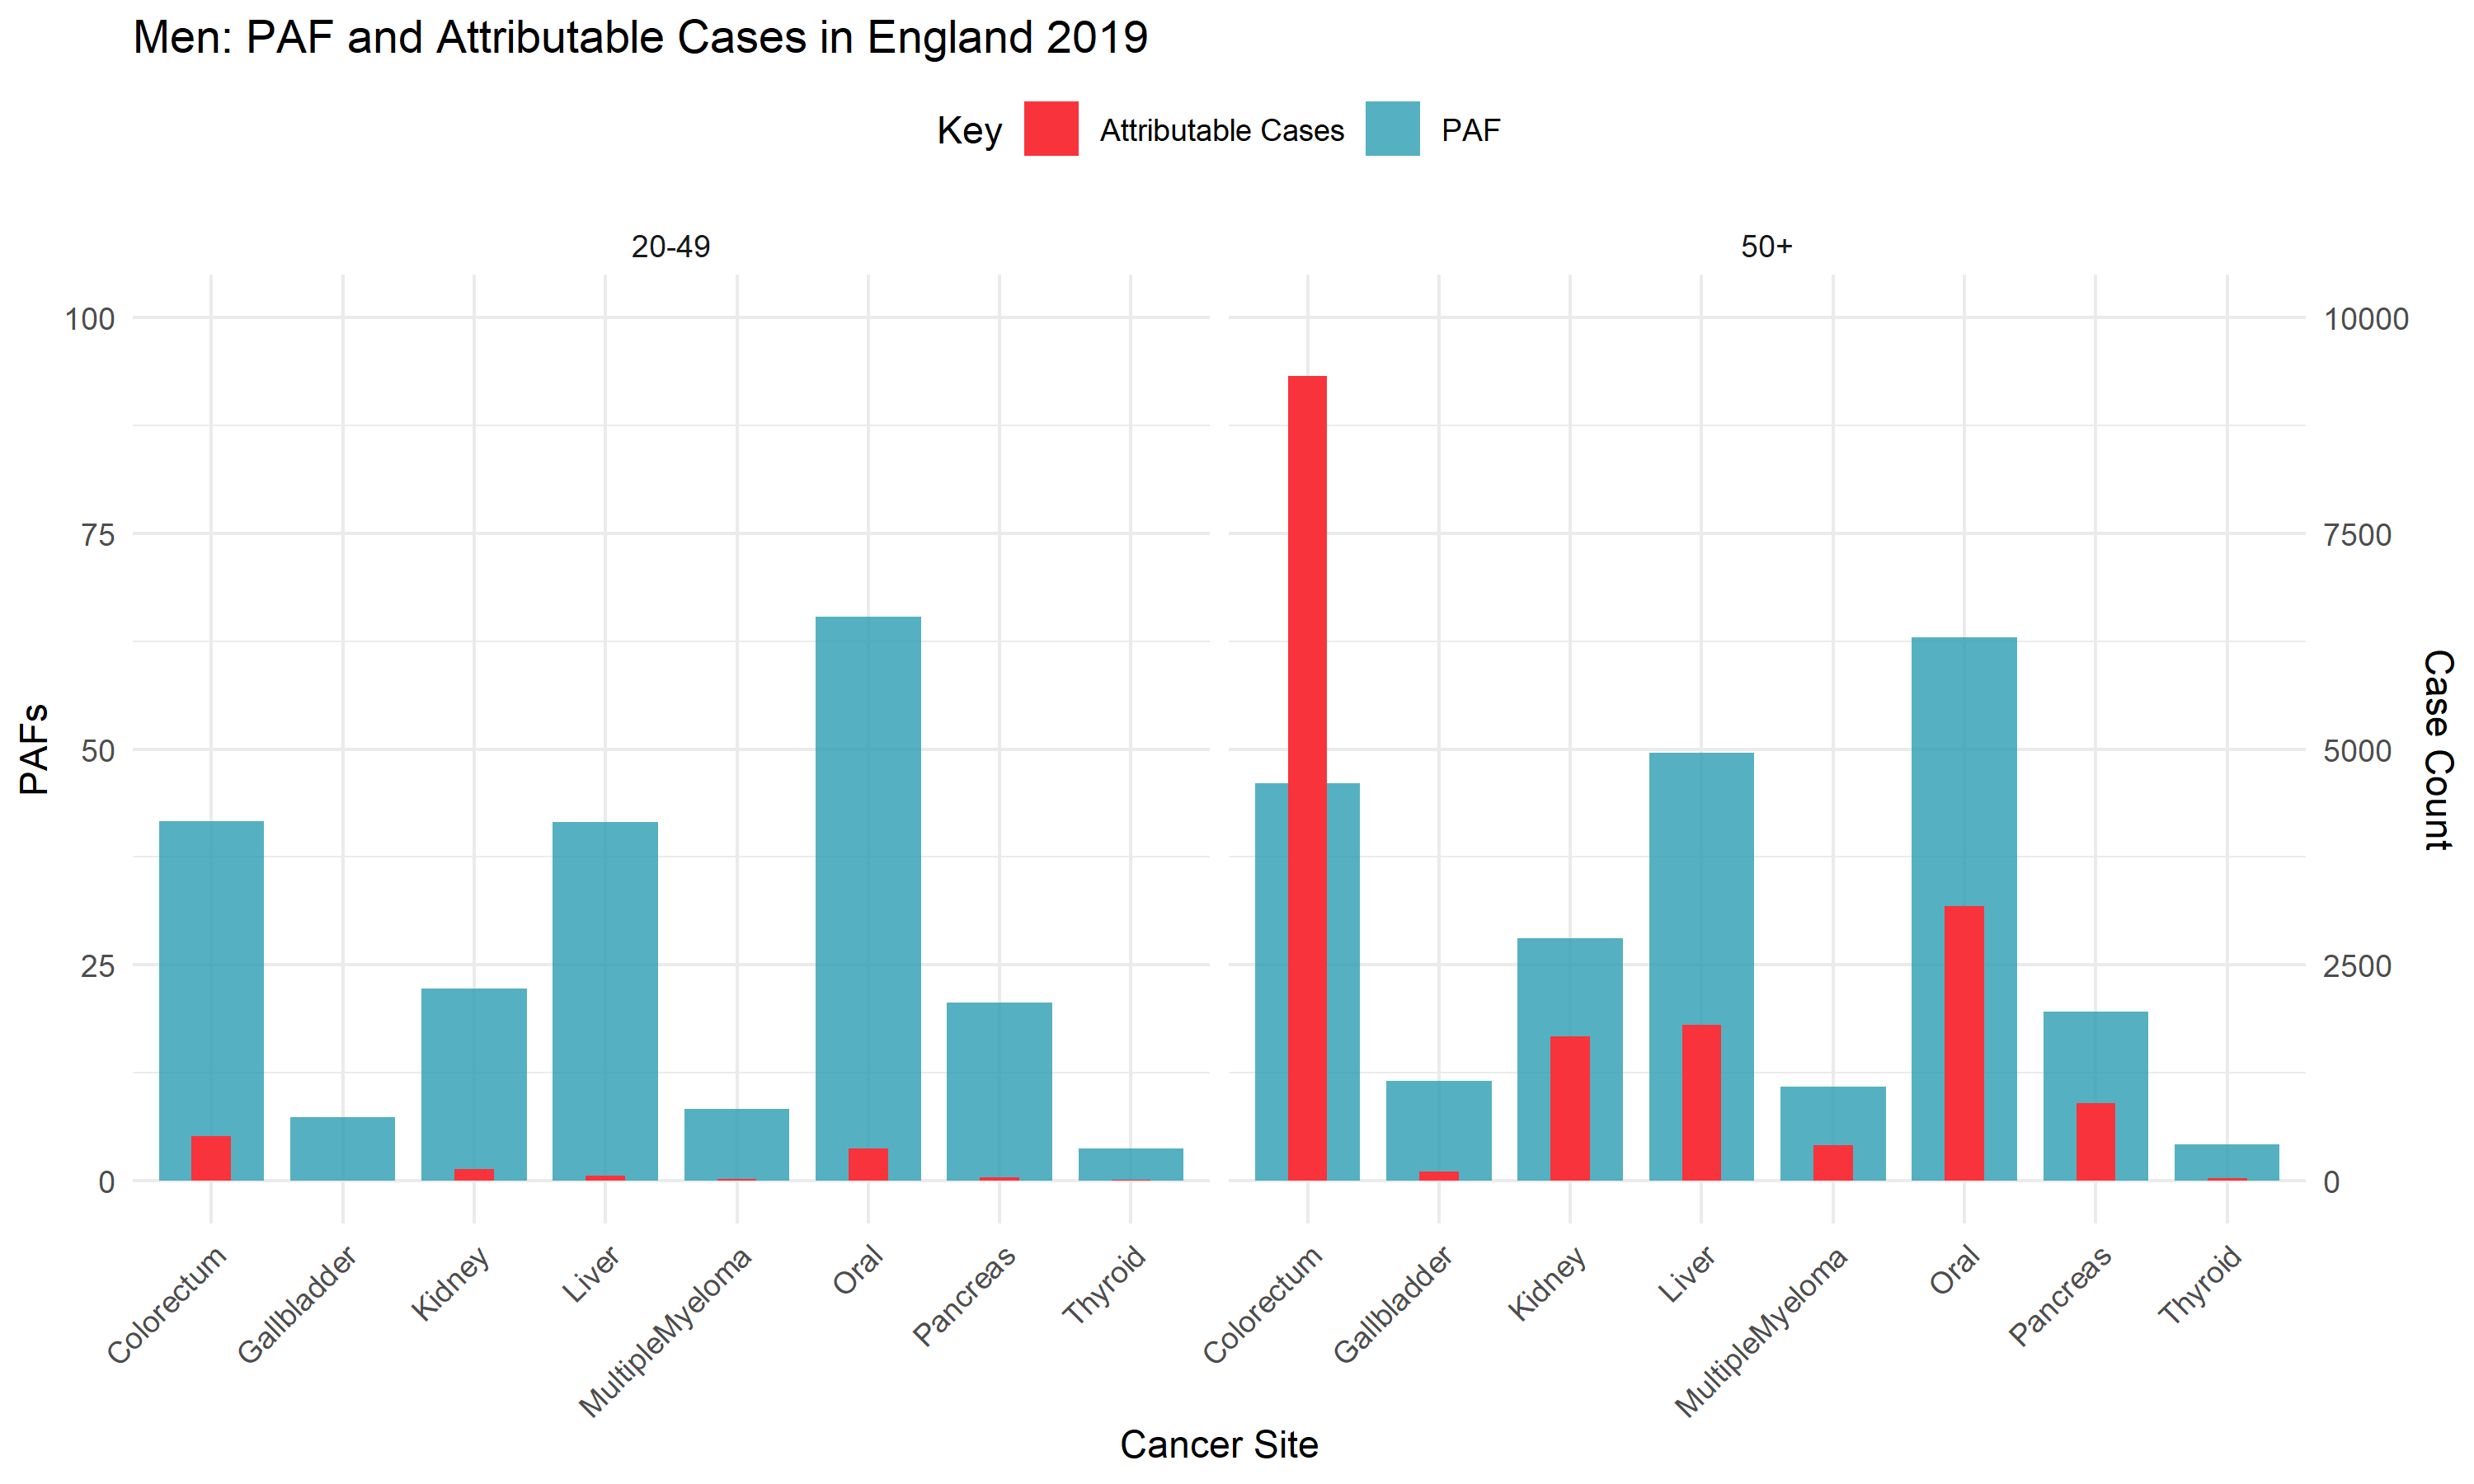 Men: PAF and Attributable Cases in England 2019
Key Attributable Cases PAF
20-49 50+
100 10000
75 7500
50 5000
25 2500
0 0
PAFs
Case Count
Colorectum Gallbladder Kidney Liver MultipleMyeloma Oral Pancreas Thyroid Colorectum Gallbladder Kidney Liver MultipleMyeloma Oral Pancreas Thyroid
Cancer Site